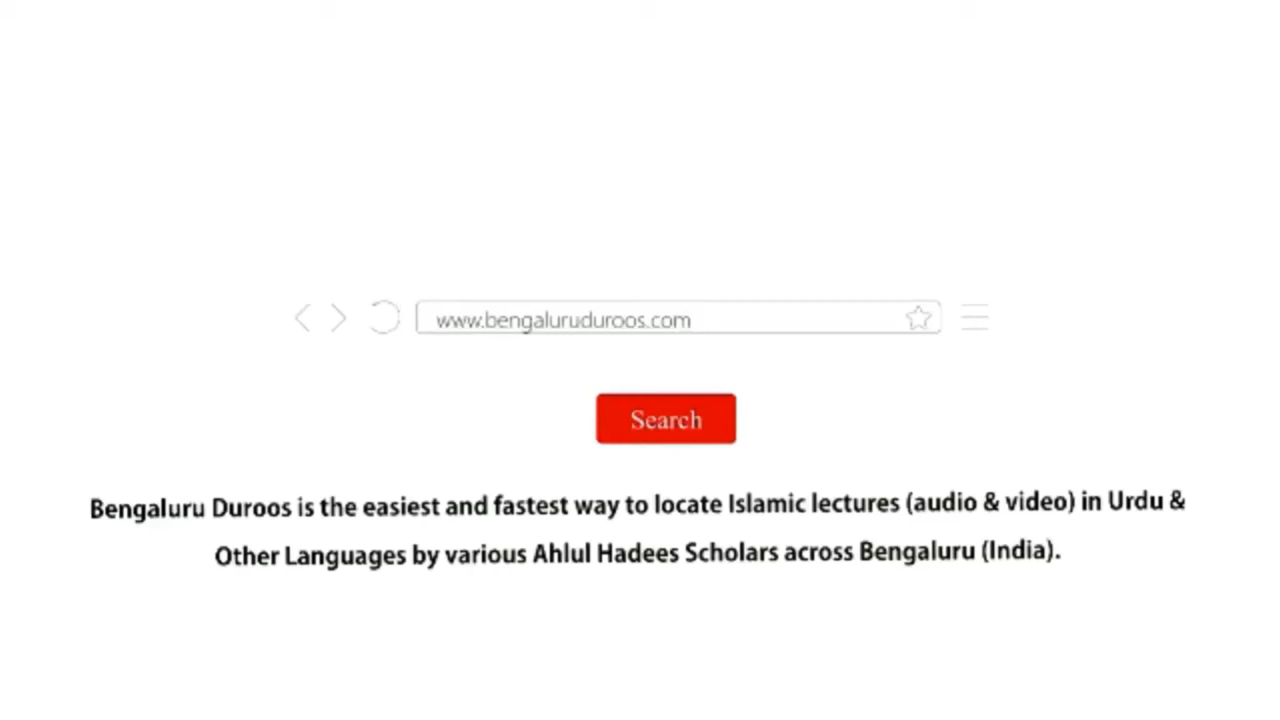 www.bengaluruduroos.com
Search
Bengaluru Duroos is the easiest and fastest way to locate Islamic lectures (audio & video) in Urdu &
Other Languages by various Ahlul Hadees Scholars across Bengaluru (India).